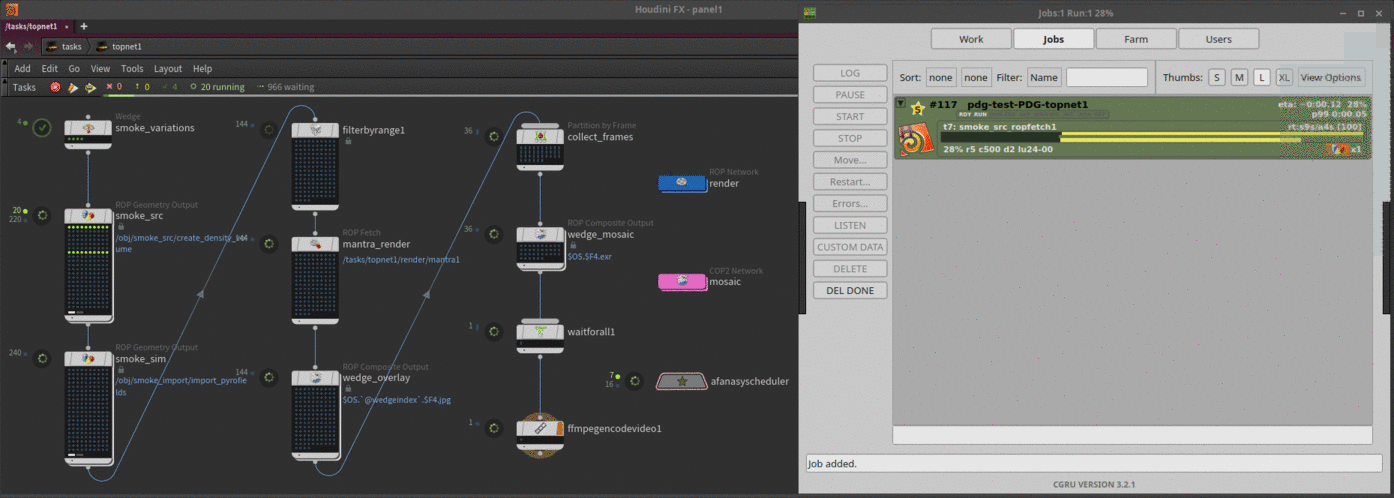 Houdini FX - panel1
/tasks/topnet1
tasks
topnet1
Add Edit Go View Tools Layout Help
Tasks 0 0 4 20 running 966 waiting
4
Wedge
smoke_variations
20
220
ROP Geometry Output
smoke_src
/obj/smoke_src/create_density_
ume
240
ROP Geometry Output
smoke_sim
/obj/smoke_import/import_pyrofie
lds
144
filterbyrange1
144
ROP Fetch
mantra_render
/tasks/topnet1/render/mantra1
144
ROP Composite Output
wedge_overlay
$OS.`@wedgeindex`.$F4.jpg
36
Partition by Frame
collect_frames
36
ROP Composite Output
wedge_mosaic
$OS.$F4.exr
1
waitforall1
1
ffmpegencodevideo1
ROP Network
render
COP2 Network
mosaic
7
16
afanasyscheduler
Jobs:1 Run:1 28%
Work Jobs Farm Users
LOG
PAUSE
START
STOP
Move...
Restart...
Errors...
LISTEN
CUSTOM DATA
DELETE
DEL DONE
Sort: none none Filter: Name Thumbs: S M L XL View Options
#117 pdg-test-PDG-topnet1
RDY RUN
eta: ~0:00.12 28%
p99 0:00.05
t7: smoke_src_ropfetch1
rt:s9s/a4s (100)
28% r5 c500 d2 lu24-00
x1
Job added.
CGRU VERSION 3.2.1